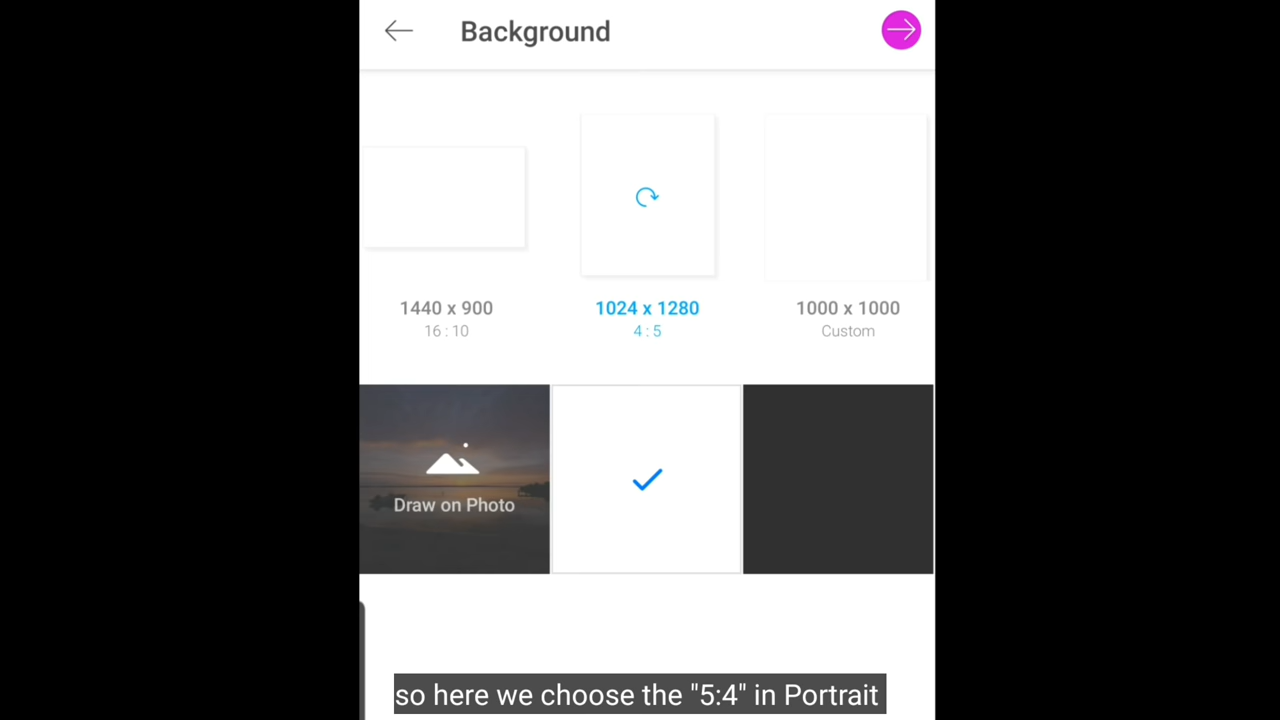 Background
1440 x 900
16 : 10
1024 x 1280
4 : 5
1000 x 1000
Custom
Draw on Photo
so here we choose the "5:4" in Portrait